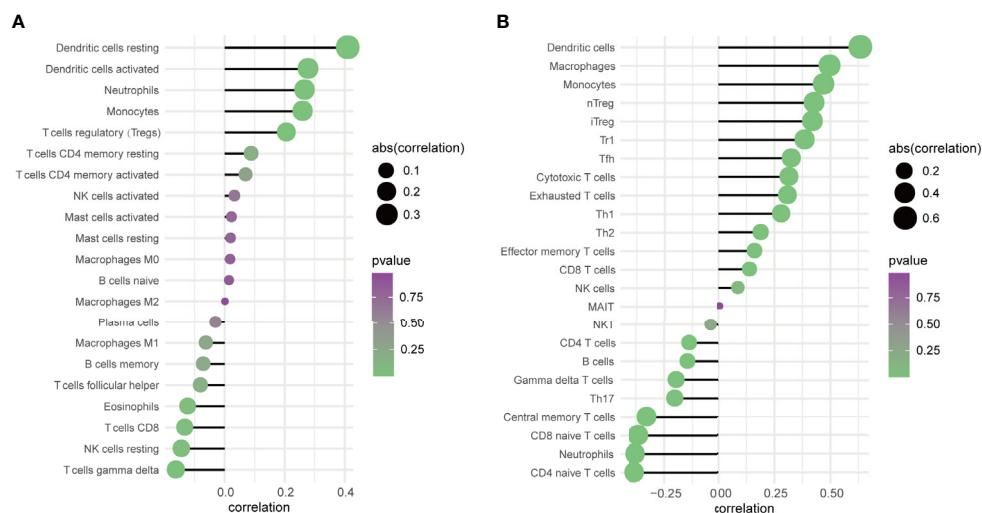 A
Dendritic cells resting
Dendritic cells activated
Neutrophils
Monocytes
T cells regulatory (Tregs)
T cells CD4 memory resting
T cells CD4 memory activated
NK cells activated
Mast cells activated
Mast cells resting
Macrophages M0
B cells naive
Macrophages M2
Plasma cells
Macrophages M1
B cells memory
T cells follicular helper
Eosinophils
T cells CD8
NK cells resting
T cells gamma delta
0.0 0.2 0.4
correlation
abs(correlation)
0.1
0.2
0.3
pvalue
0.75
0.50
0.25
B
Dendritic cells
Macrophages
Monocytes
nTreg
iTreg
Tr1
Tfh
Cytotoxic T cells
Exhausted T cells
Th1
Th2
Effector memory T cells
CD8 T cells
NK cells
MAIT
NKT
CD4 T cells
B cells
Gamma delta T cells
Th17
Central memory T cells
CD8 naive T cells
Neutrophils
CD4 naive T cells
−0.25 0.00 0.25 0.50
correlation
abs(correlation)
0.2
0.4
0.6
pvalue
0.75
0.50
0.25